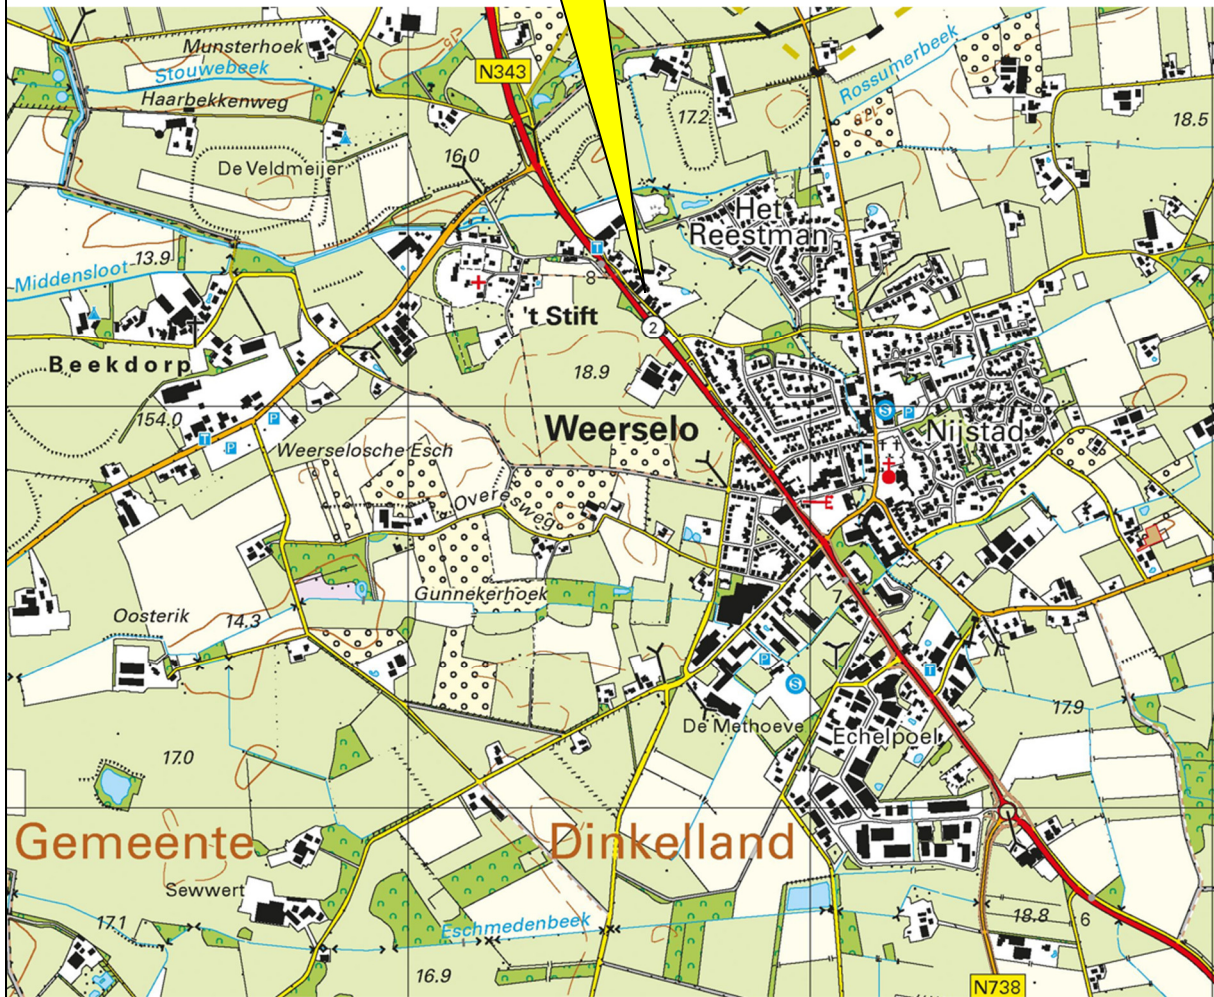 Munsterhoek
Stouwebeek
N343
Rossumerbeek
Haarbekkenweg
17.2
18.5
16.0
De Veldmeijer
Het
Reestman
T
13.9
Middensloot
8
't Stift
2
Beekdorp
18.9
154.0
P
S
P
Weerselo
Nijstad
T
P
Weerselosche Esch
Overesweg
Gunnekerhoek
7
Oosterik
14.3
P
T
S
17.9
De Methoeve
Echelpoel
17.0
Gemeente Dinkelland
Sewwert
17.1
Eschmedenbeek
18.8
6
16.9
N738